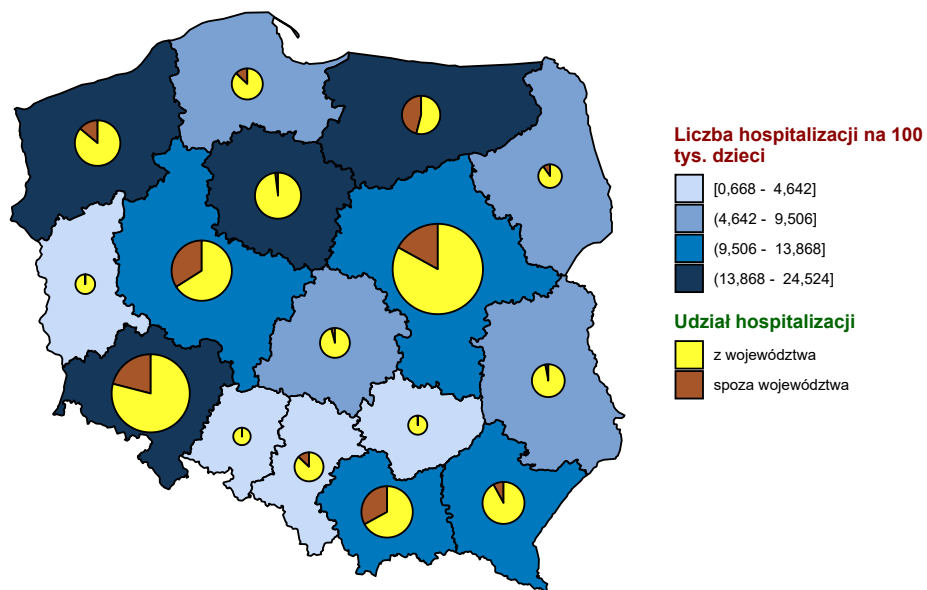 Liczba hospitalizacji na 100
tys. dzieci
[0,668 - 4,642]
(4,642 - 9,506]
(9,506 - 13,868]
(13,868 - 24,524]
Udział hospitalizacji
z województwa
spoza województwa